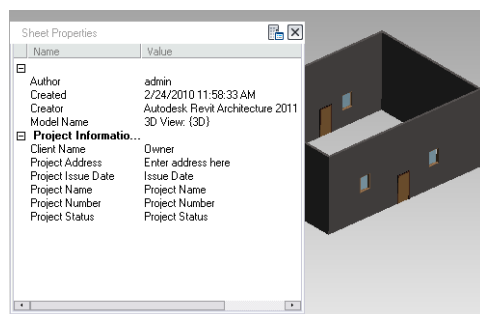 Sheet Properties
Name Value
Author admin
Created 2/24/2010 11:58:33 AM
Creator Autodesk Revit Architecture 2011
Model Name 3D View: {3D}
Project Informatio...
Client Name Owner
Project Address Enter address here
Project Issue Date Issue Date
Project Name Project Name
Project Number Project Number
Project Status Project Status